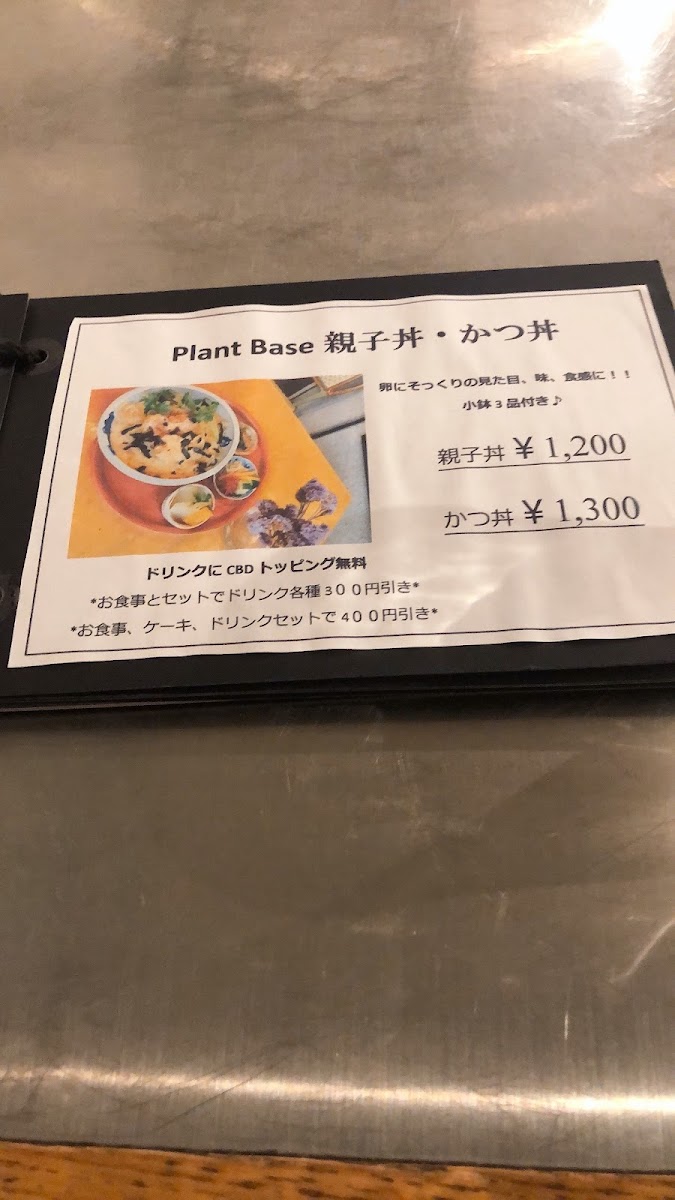 Plant Base 親子丼・かつ丼
卵にそっくりの見た目、味、食感に！！
小鉢3品付き♪
親子丼 ¥ 1,200
かつ丼 ¥ 1,300
ドリンクに CBD トッピング無料
*お食事とセットでドリンク各種３００円引き*
*お食事、ケーキ、ドリンクセットで４００円引き*